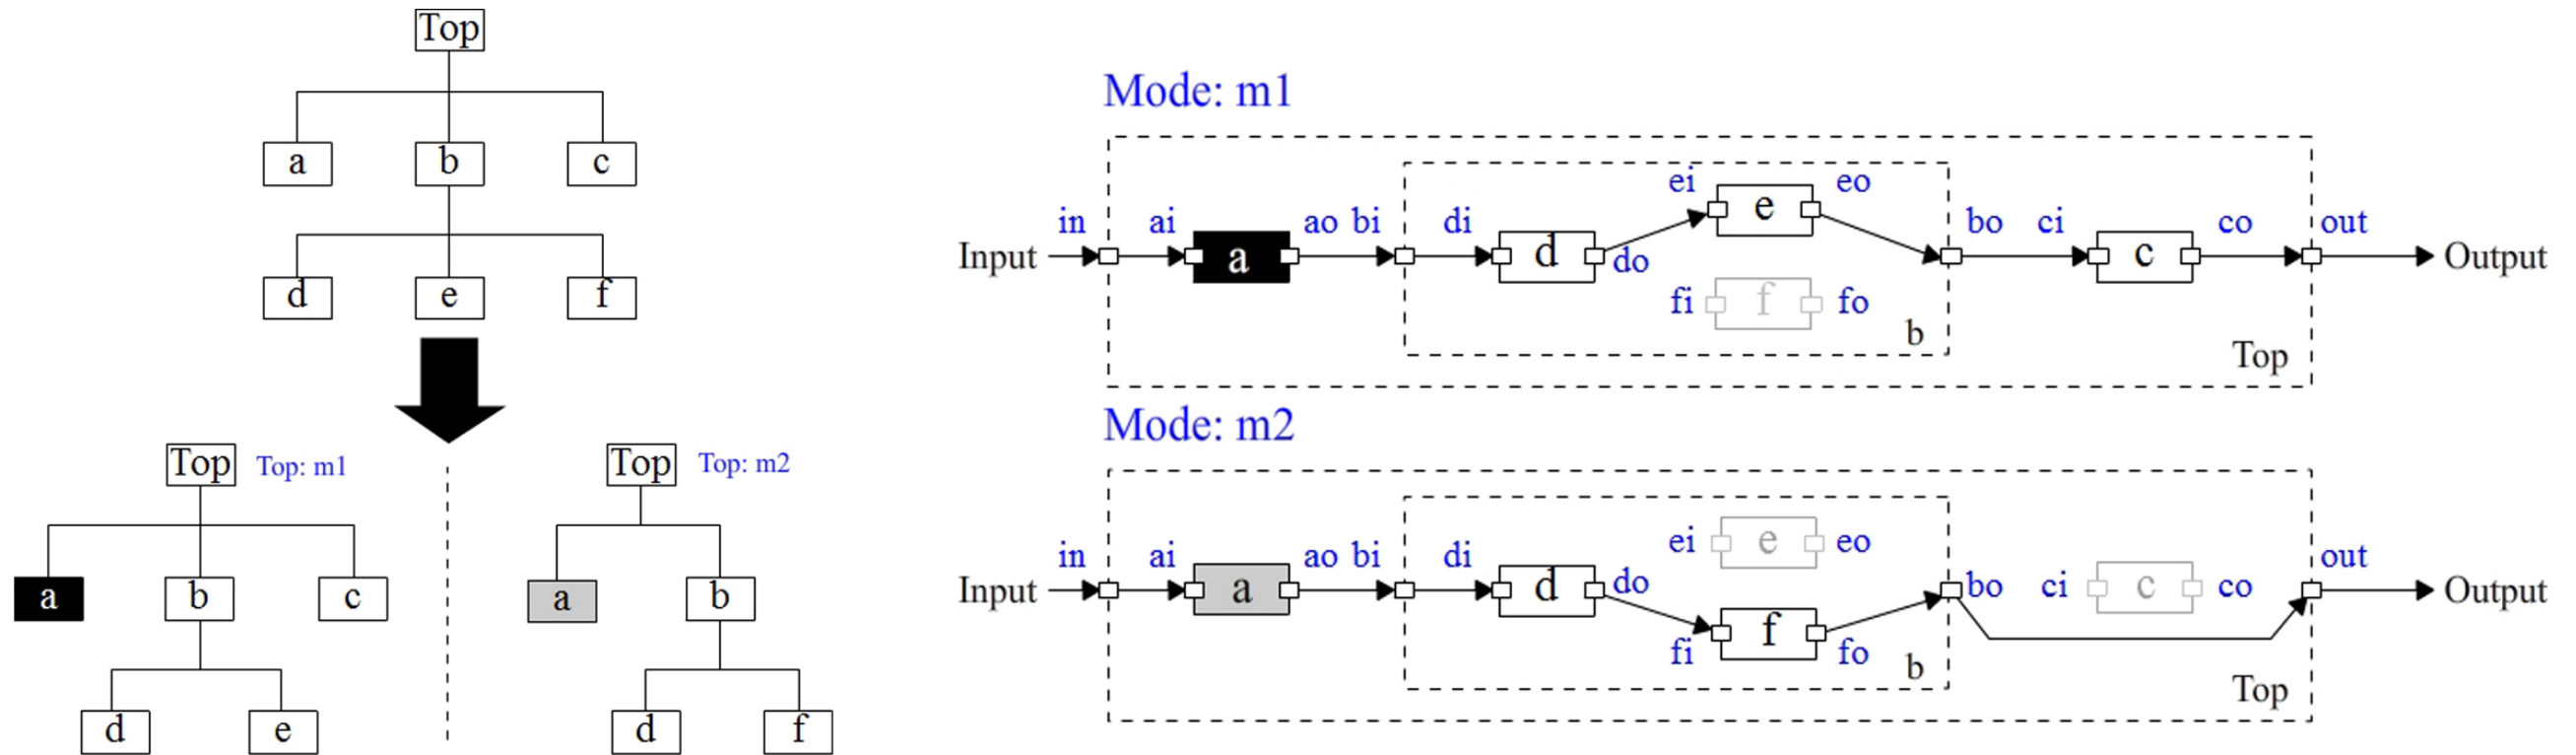 Top
a b c
d e f
Top Top: m1
a b c
d e
Top Top: m2
a b
d f
Mode: m1
ei eo
e
in ai ao bi di bo ci co out
Input a d do c Output
fi f fo
b
Top
Mode: m2
ei e eo
in ai ao bi di out
Input a d do bo ci c co Output
f
fi fo
b
Top